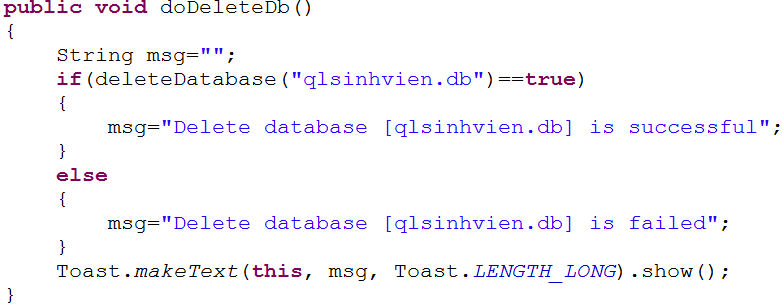 public void doDeleteDb()
{
    String msg="";
    if(deleteDatabase("qlsinhvien.db")==true)
    {
        msg="Delete database [qlsinhvien.db] is successful";
    }
    else
    {
        msg="Delete database [qlsinhvien.db] is failed";
    }
    Toast.makeText(this, msg, Toast.LENGTH_LONG).show();
}